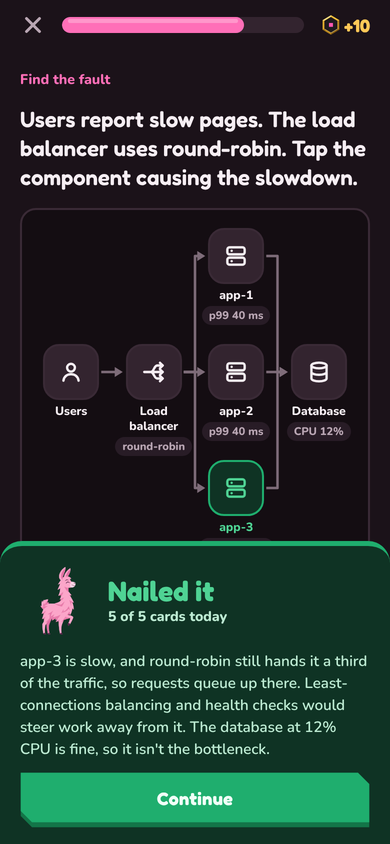 +10
Find the fault
Users report slow pages. The load
balancer uses round-robin. Tap the
component causing the slowdown.
app-1
p99 40 ms
Users
Load
balancer
round-robin
app-2
p99 40 ms
Database
CPU 12%
app-3
Nailed it
5 of 5 cards today
app-3 is slow, and round-robin still hands it a third
of the traffic, so requests queue up there. Least-
connections balancing and health checks would
steer work away from it. The database at 12%
CPU is fine, so it isn't the bottleneck.
Continue